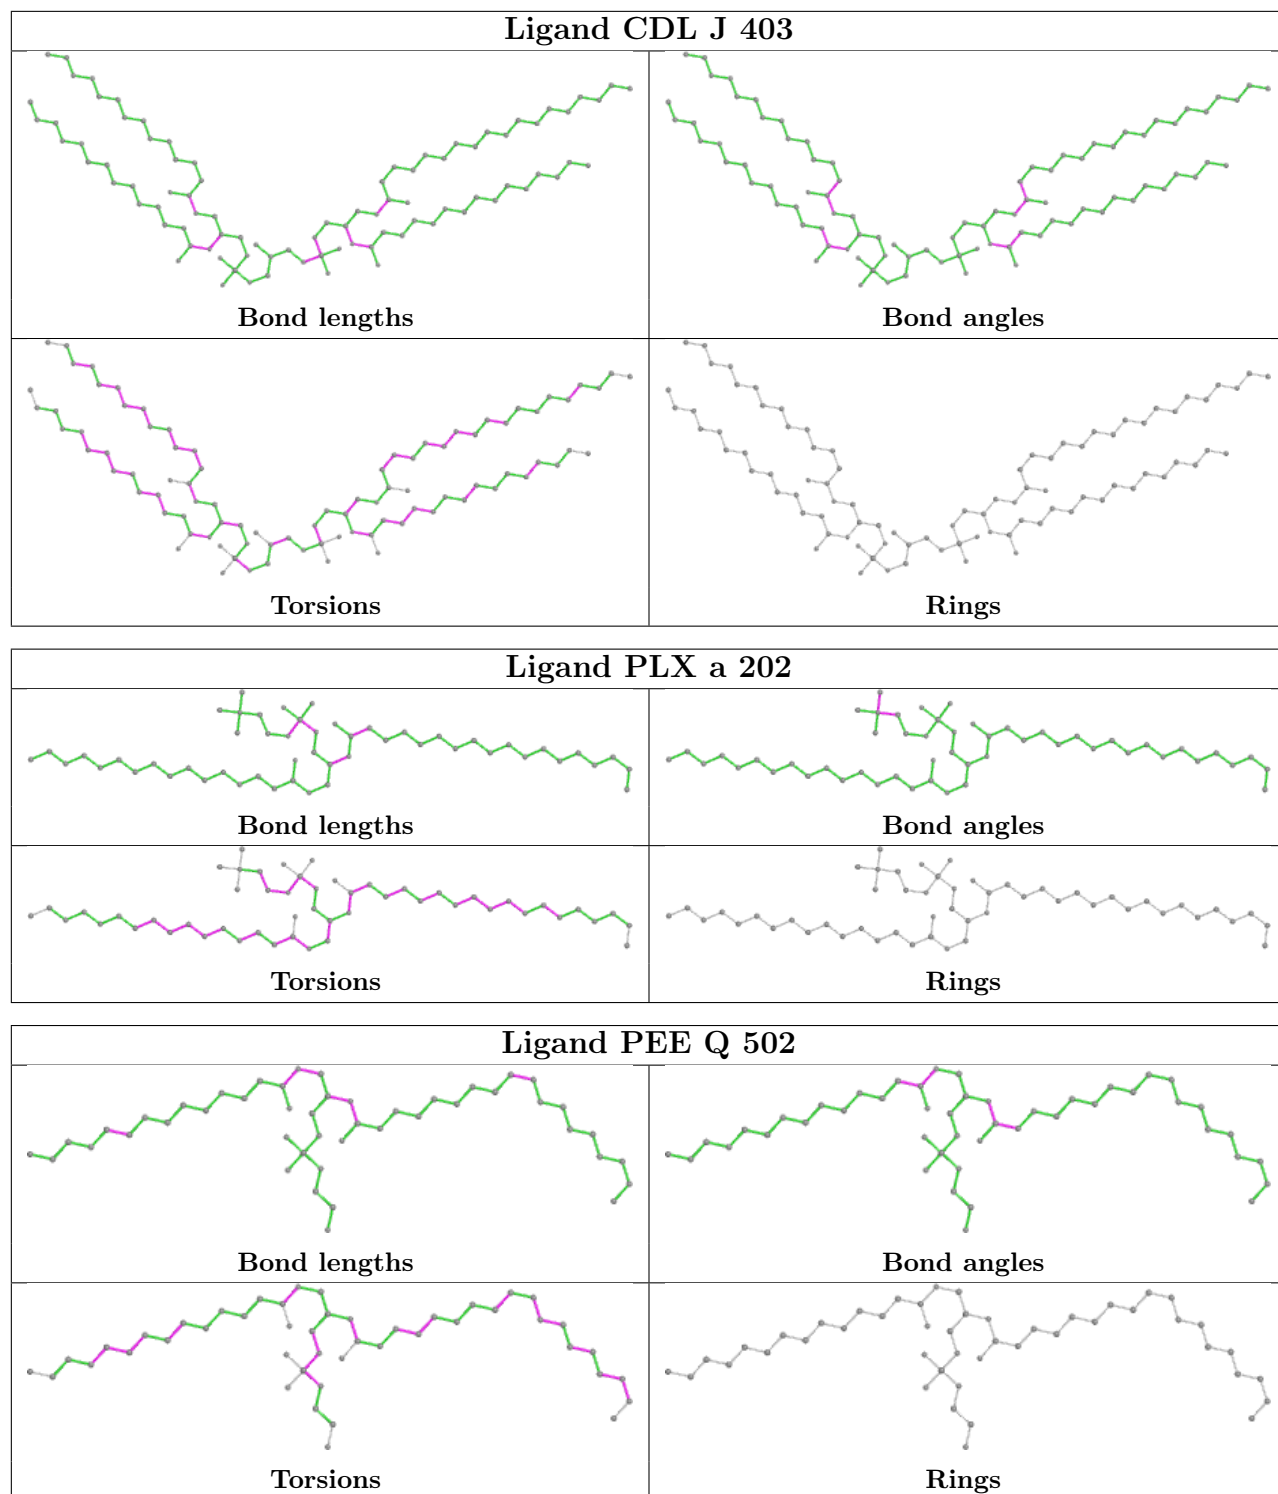 Ligand CDL J 403
Bond lengths
Bond angles
Torsions
Rings
Ligand PLX a 202
Bond lengths
Bond angles
Torsions
Rings
Ligand PEE Q 502
Bond lengths
Bond angles
Torsions
Rings